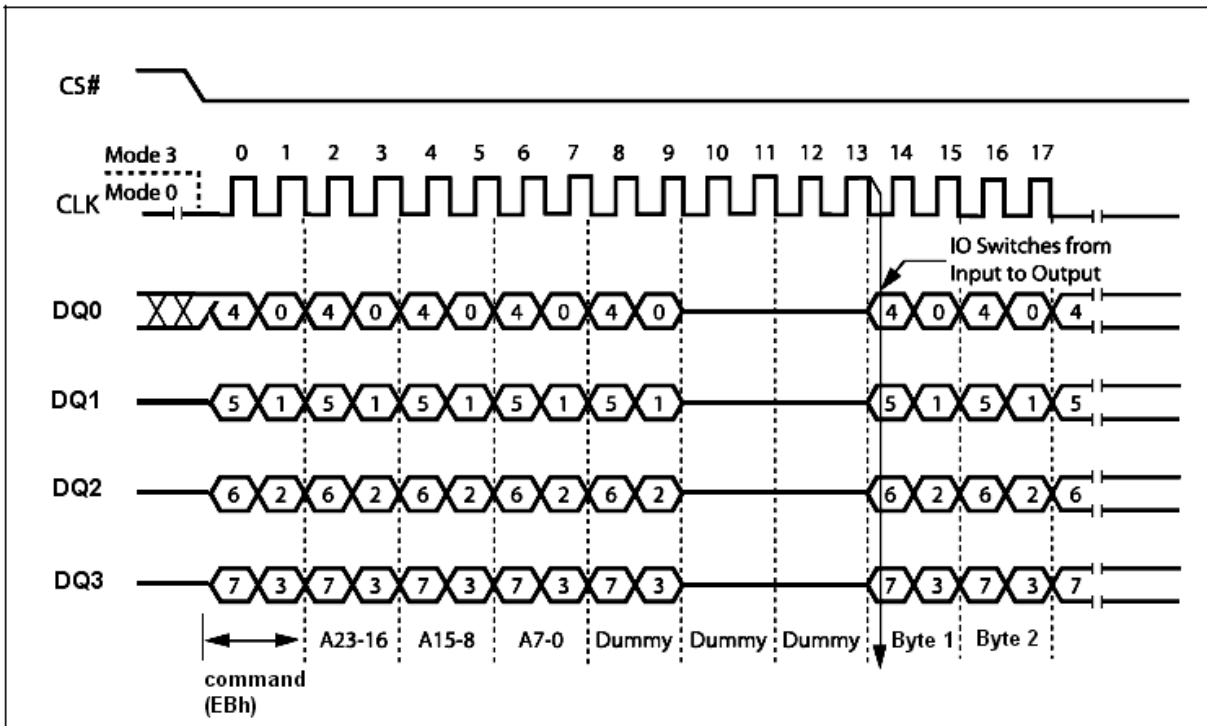 CS#
Mode 3
0 1 2 3 4 5 6 7 8 9 10 11 12 13 14 15 16 17
Mode 0
CLK
IO Switches from
Input to Output
DQ0
4 0 4 0 4 0 4 0 4 0 4 0 4 0 4
DQ1
5 1 5 1 5 1 5 1 5 1 5 1 5 1 5
DQ2
6 2 6 2 6 2 6 2 6 2 6 2 6 2 6
DQ3
7 3 7 3 7 3 7 3 7 3 7 3 7 3 7
A23-16 A15-8 A7-0 Dummy Dummy Dummy Byte 1 Byte 2
command
(EBh)